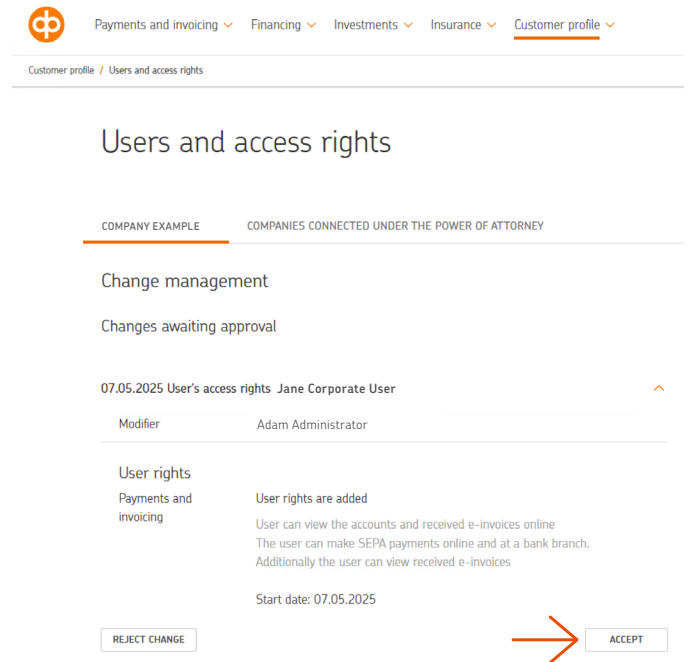 Payments and invoicing Financing Investments Insurance Customer profile
Customer profile / Users and access rights
Users and access rights
COMPANY EXAMPLE COMPANIES CONNECTED UNDER THE POWER OF ATTORNEY
Change management
Changes awaiting approval
07.05.2025 User's access rights Jane Corporate User
Modifier Adam Administrator
User rights
Payments and invoicing
User rights are added
User can view the accounts and received e-invoices online
The user can make SEPA payments online and at a bank branch.
Additionally the user can view received e-invoices
Start date: 07.05.2025
REJECT CHANGE ACCEPT